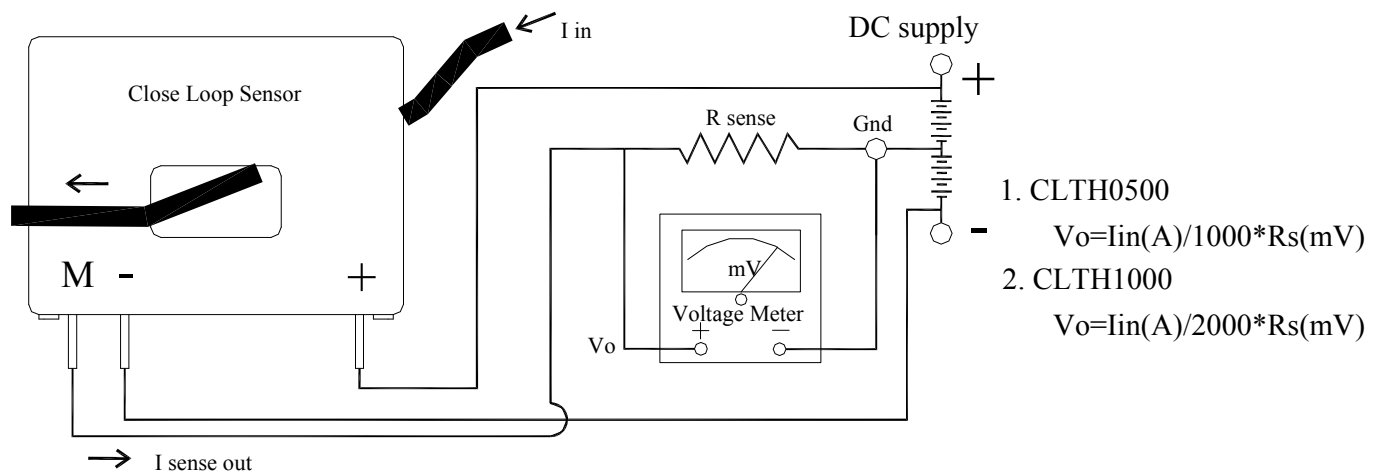 I in
DC supply
+
Close Loop Sensor
R sense
Gnd
1. CLTH0500
-
Vo=Iin(A)/1000*Rs(mV)
mV
M - +
2. CLTH1000
Voltage Meter
Vo=Iin(A)/2000*Rs(mV)
+ −
Vo
I sense out